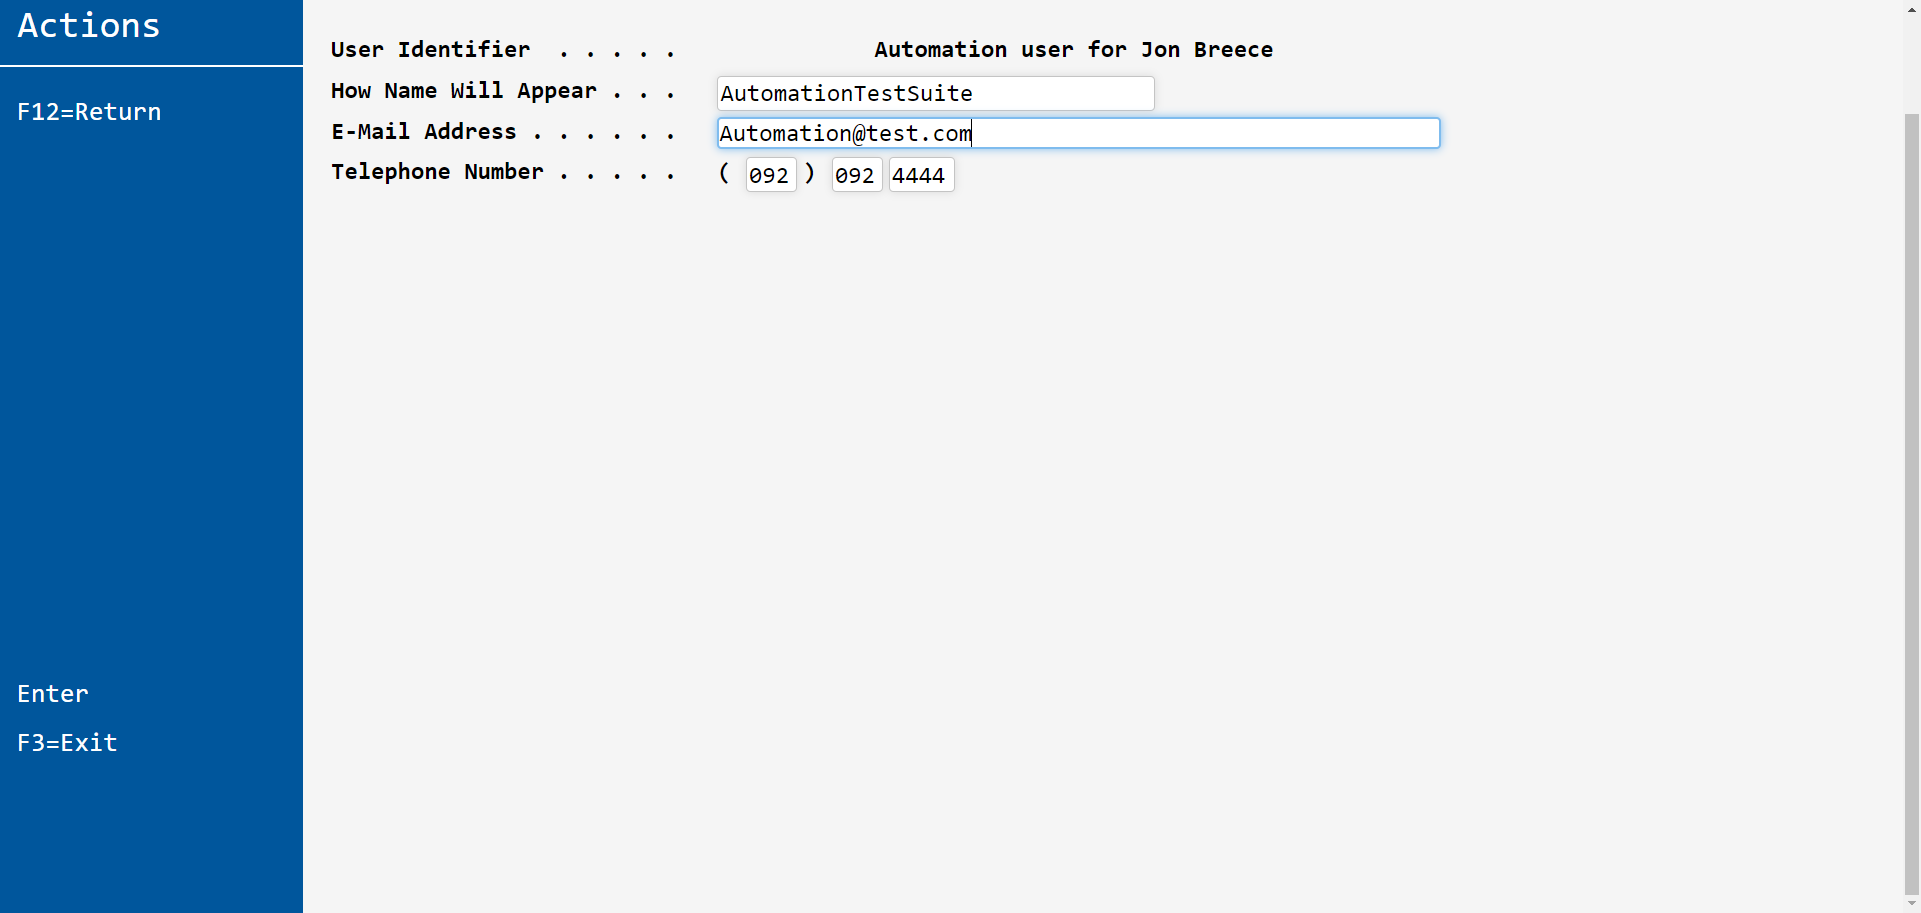 Actions
F12=Return
Enter
F3=Exit
User Identifier . . . . . Automation user for Jon Breece
How Name Will Appear . . . AutomationTestSuite
E-Mail Address . . . . . . Automation@test.com
Telephone Number . . . . . ( 092 ) 092 4444